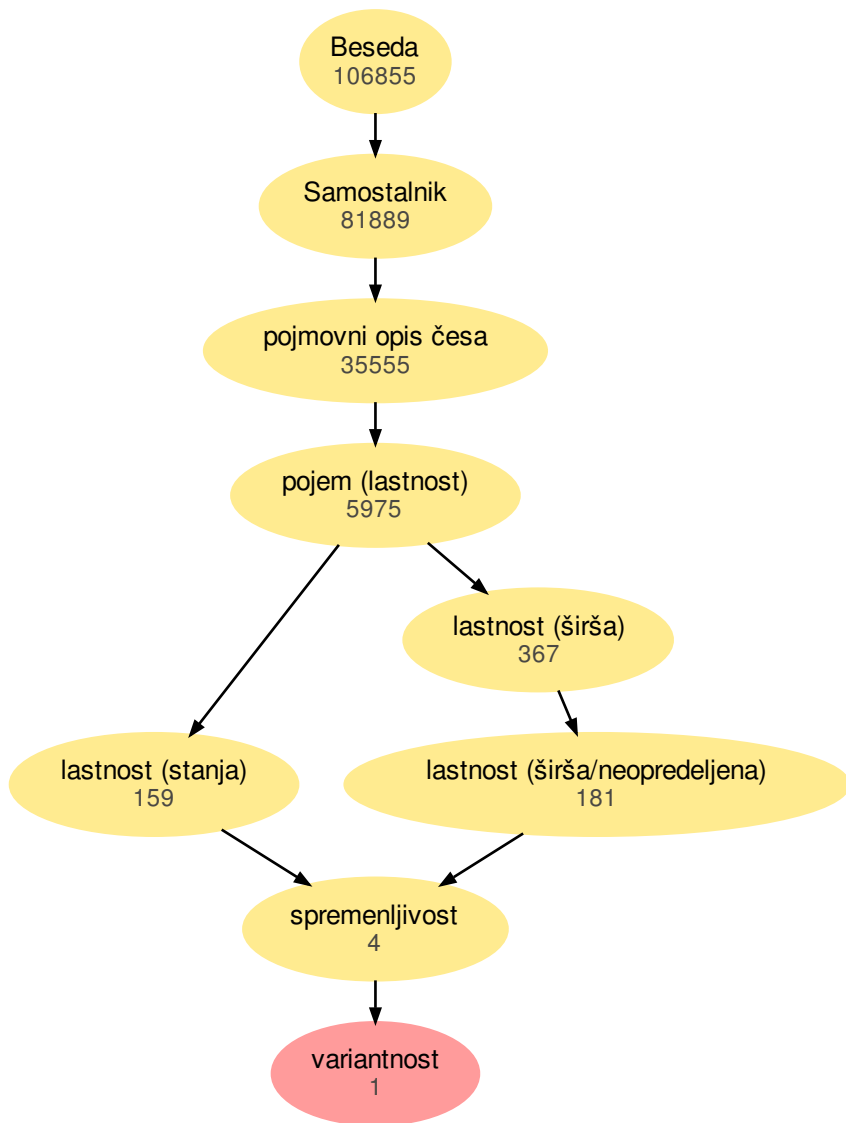 Beseda
106855
Samostalnik
81889
pojmovni opis česa
35555
pojem (lastnost)
5975
lastnost (širša)
367
lastnost (stanja)
159
lastnost (širša/neopredeljena)
181
spremenljivost
4
variantnost
1